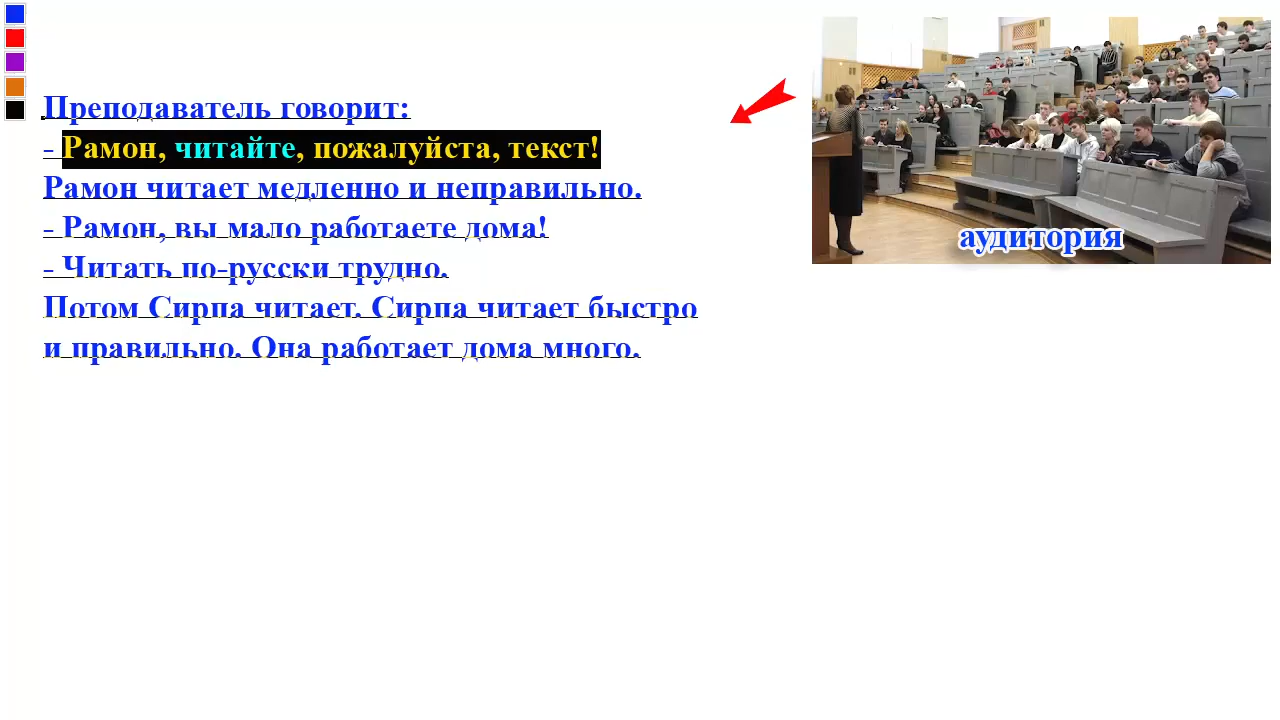 Преподаватель говорит:
- Рамон, читайте, пожалуйста, текст!
Рамон читает медленно и неправильно.
- Рамон, вы мало работаете дома!
- Читать по-русски трудно.
Потом Сирпа читает. Сирпа читает быстро
и правильно. Она работает дома много.
аудитория